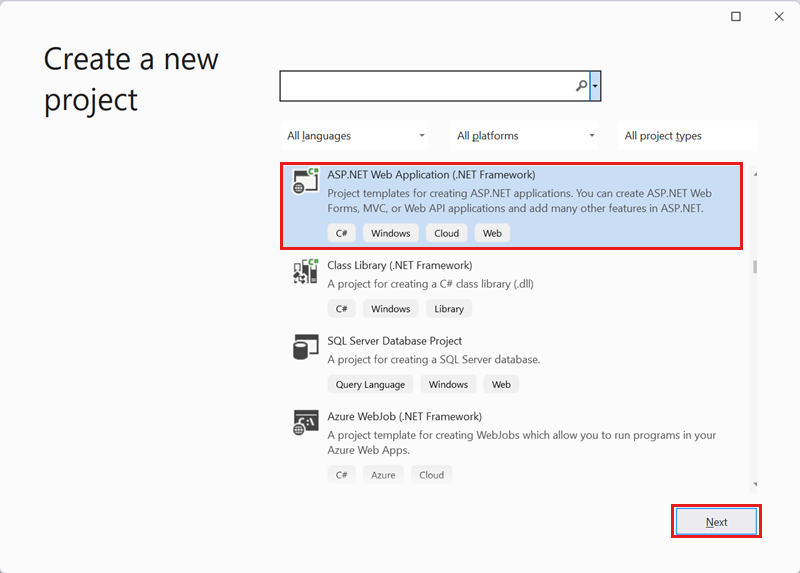 Create a new
project
All languages
All platforms
All project types
ASP.NET Web Application (.NET Framework)
Project templates for creating ASP.NET applications. You can create ASP.NET Web
Forms, MVC, or Web API applications and add many other features in ASP.NET.
C# Windows Cloud Web
Class Library (.NET Framework)
A project for creating a C# class library (.dll)
C# Windows Library
SQL Server Database Project
A project for creating a SQL Server database.
Query Language Windows Web
Azure WebJob (.NET Framework)
A project template for creating WebJobs which allow you to run programs in your
Azure Web Apps.
C# Azure Cloud
Next